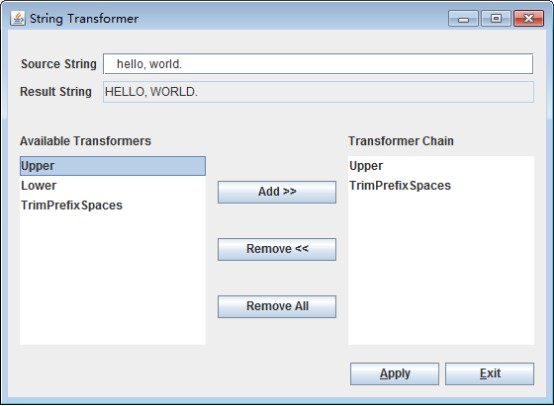 String Transformer
Source String hello, world.
Result String HELLO, WORLD.
Available Transformers Transformer Chain
Upper Upper
Lower TrimPrefixSpaces
TrimPrefixSpaces
Add >>
Remove <<
Remove All
Apply Exit